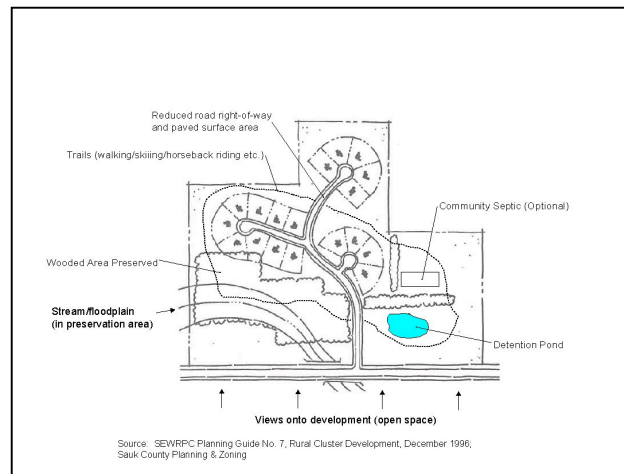 Reduced road right-of-way
and paved surface area
Trails (walking/skiiing/horseback riding etc.)
Community Septic (Optional)
Wooded Area Preserved
Stream/floodplain
(in preservation area)
Detention Pond
Views onto development (open space)
Source: SEWRPC Planning Guide No. 7, Rural Cluster Development, December 1996;
Sauk County Planning & Zoning